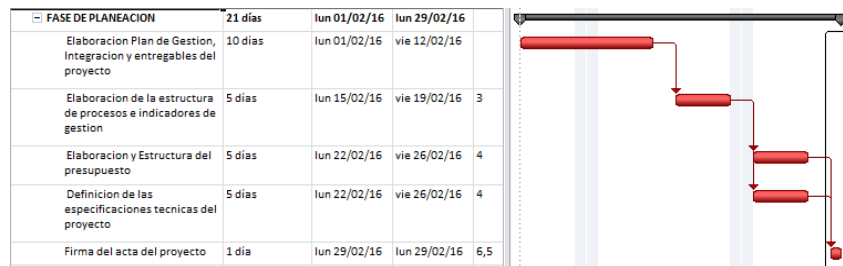 FASE DE PLANEACION 21 días lun 01/02/16 lun 29/02/16
Elaboracion Plan de Gestion, 10 días lun 01/02/16 vie 12/02/16
Integracion y entregables del
proyecto
Elaboracion de la estructura 5 días lun 15/02/16 vie 19/02/16 3
de procesos e indicadores de
gestion
Elaboracion y Estructura del 5 días lun 22/02/16 vie 26/02/16 4
presupuesto
Definicion de las 5 días lun 22/02/16 vie 26/02/16 4
especificaciones tecnicas del
proyecto
Firma del acta del proyecto 1 día lun 29/02/16 lun 29/02/16 6,5